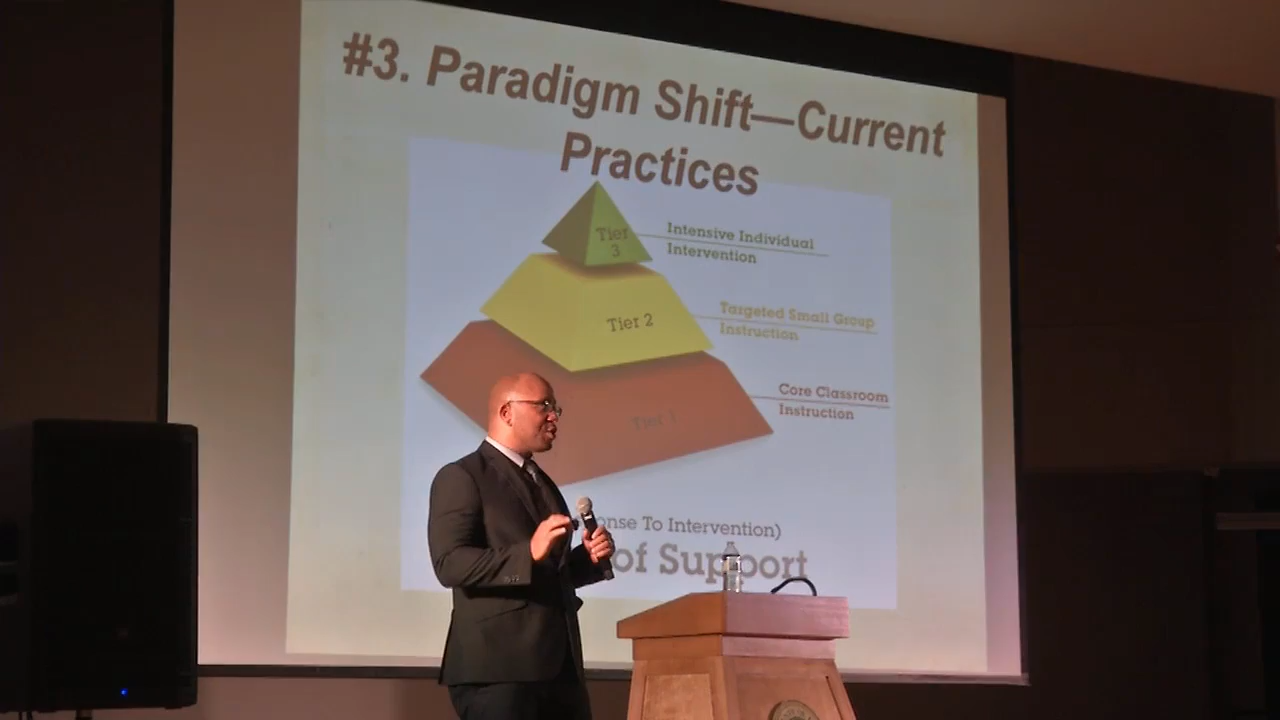 #3. Paradigm Shift—Current
Practices
Tier
3
Intensive Individual
Intervention
Tier 2
Targeted Small Group
Instruction
Tier 1
Core Classroom
Instruction
onse To Intervention)
of Support